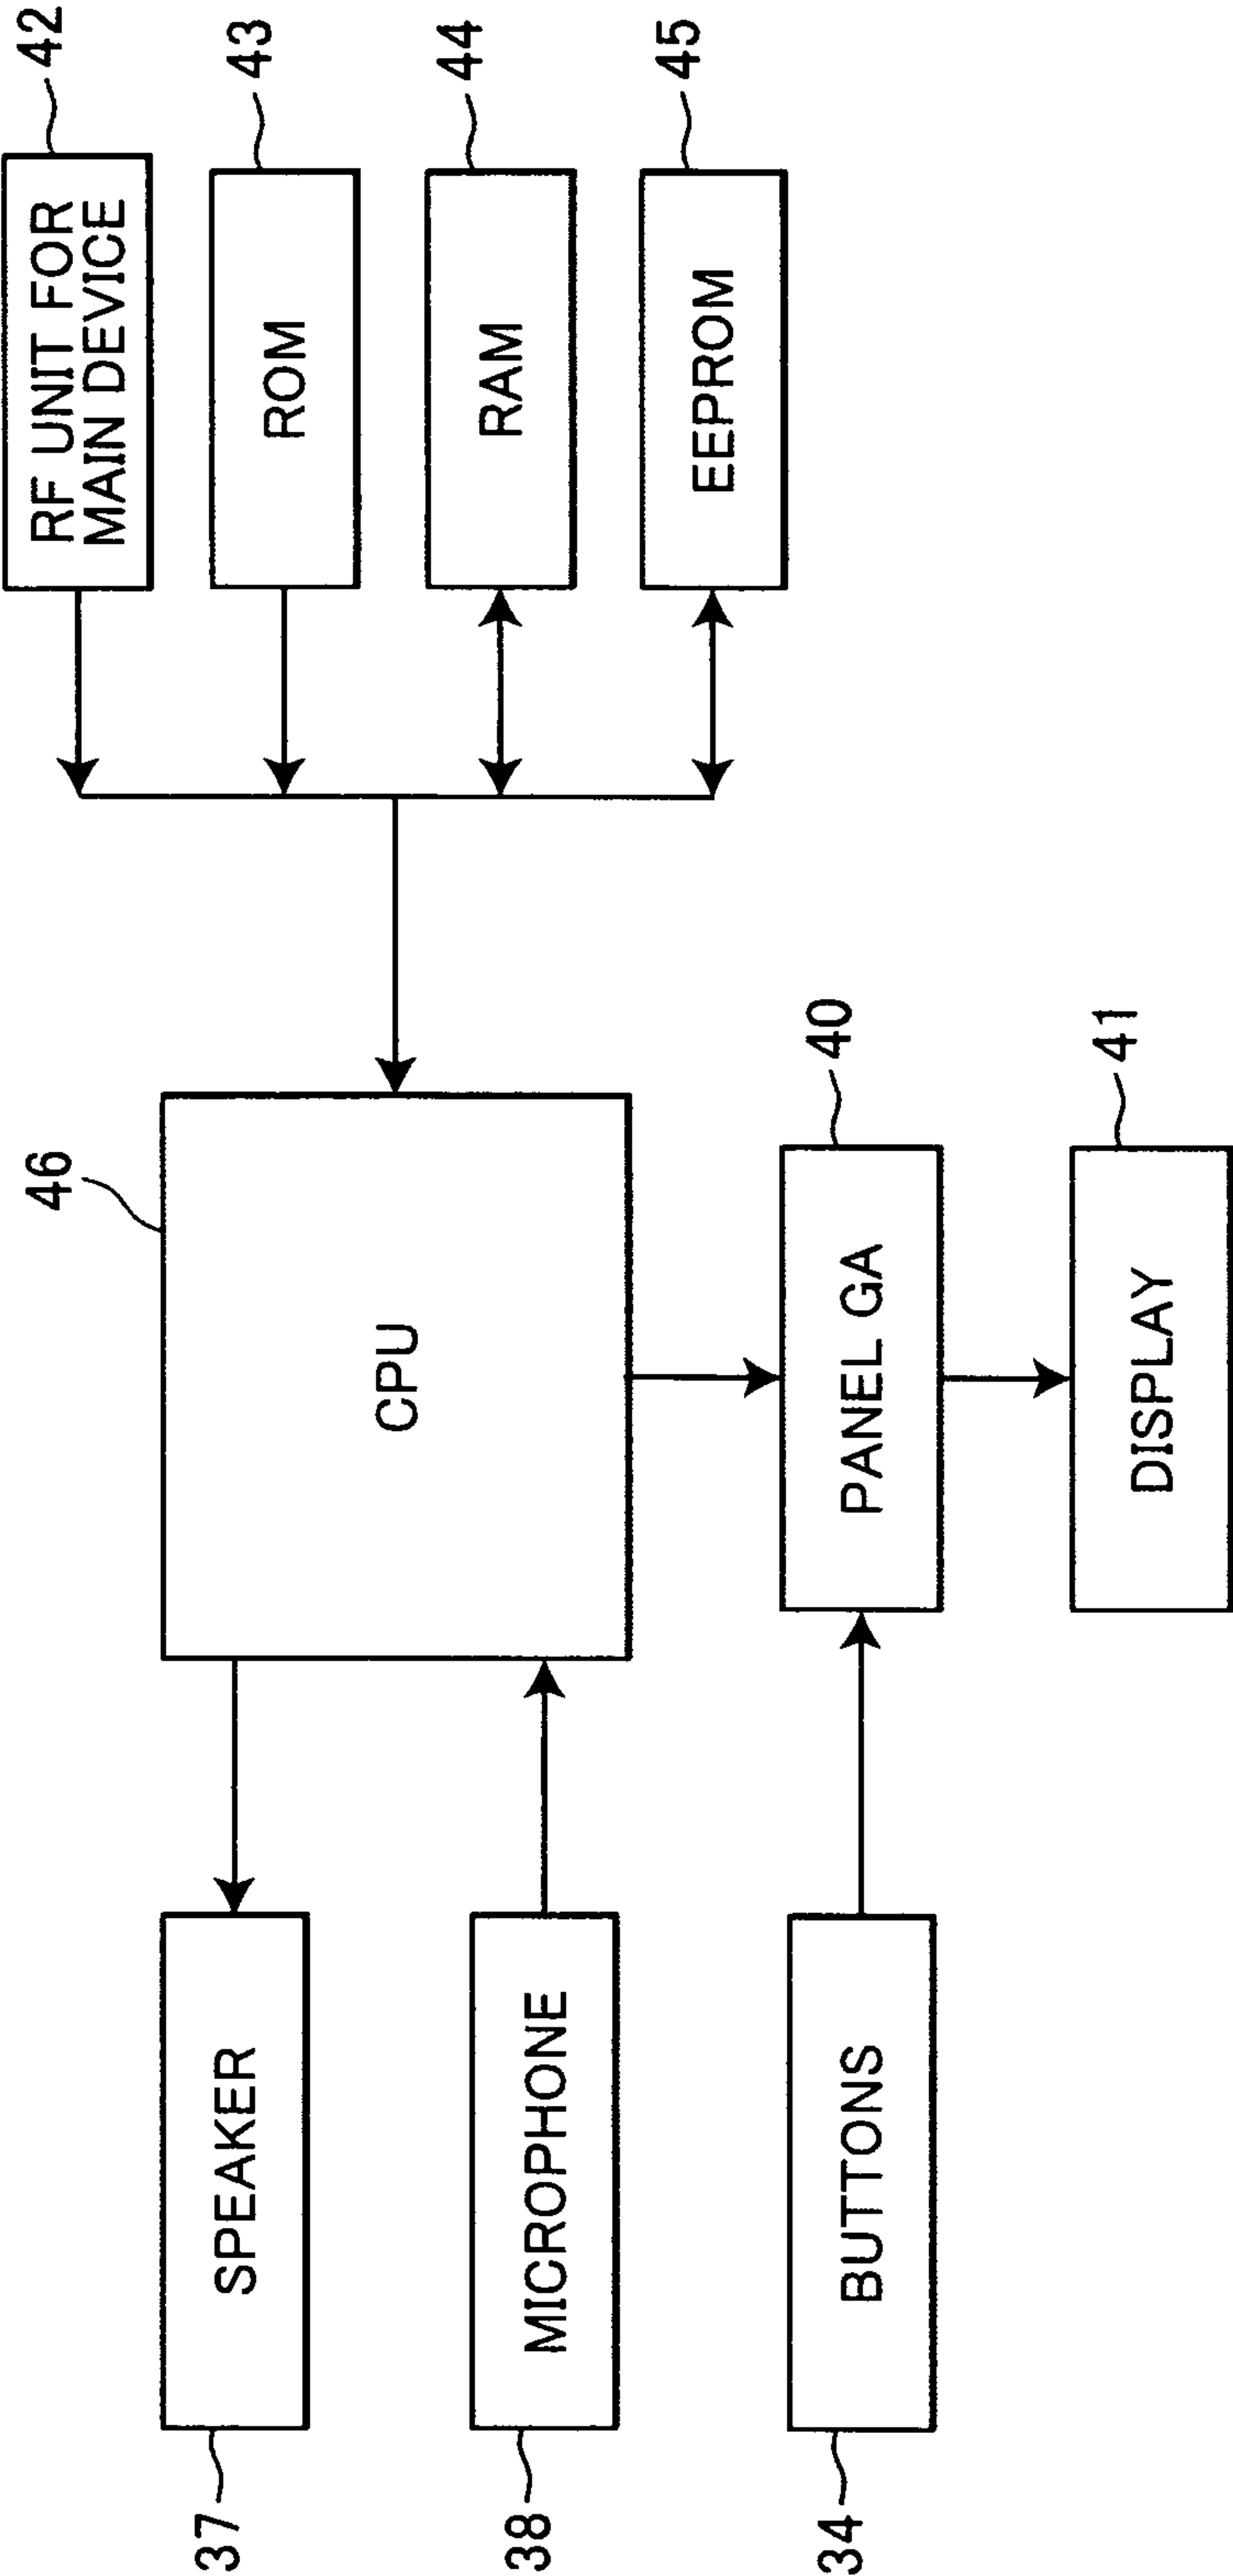 42
RF UNIT FOR
MAIN DEVICE
43
ROM
44
RAM
45
EEPROM
46
CPU
40
PANEL GA
41
DISPLAY
SPEAKER
37
MICROPHONE
38
BUTTONS
34